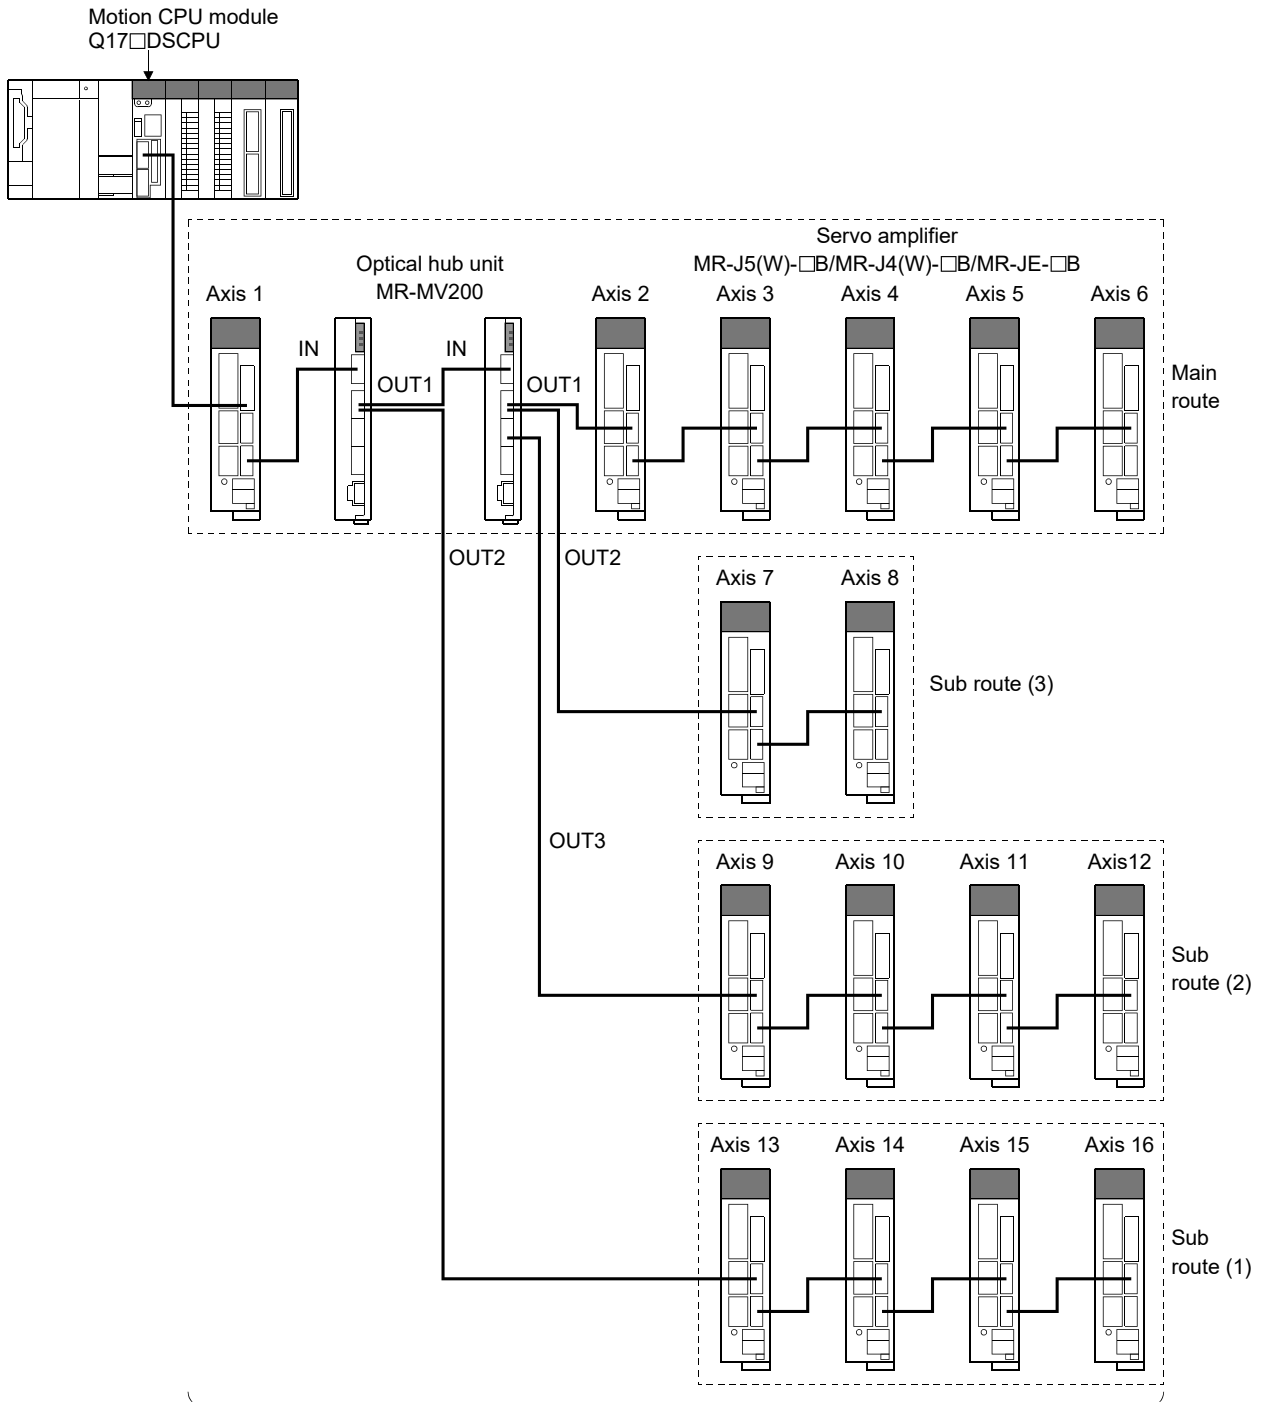 Motion CPU module
Q17□DSCPU
Servo amplifier
Optical hub unit
MR-J5(W)-□B/MR-J4(W)-□B/MR-JE-□B
MR-MV200
Axis 1
Axis 2
Axis 3
Axis 4
Axis 5
Axis 6
IN
IN
OUT1
OUT1
Main
route
OUT2
OUT2
Axis 7
Axis 8
Sub route (3)
OUT3
Axis 9
Axis 10
Axis 11
Axis12
Sub
route (2)
Axis 13
Axis 14
Axis 15
Axis 16
Sub
route (1)